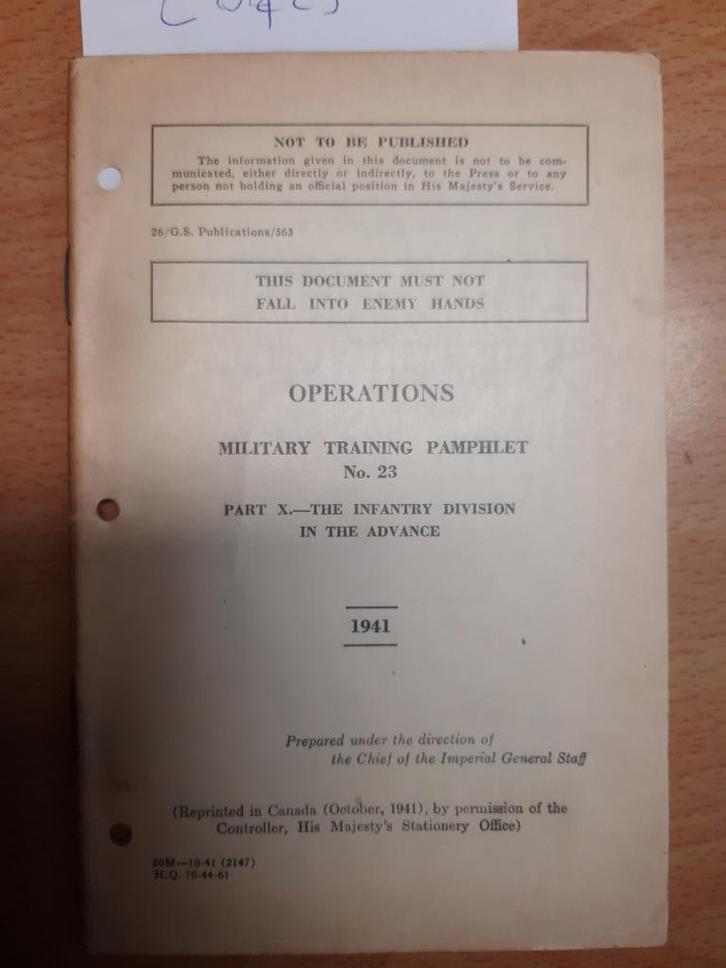 NOT TO BE PUBLISHED
The information given in this document is not to be com-
municated, either directly or indirectly, to the Press or to any
person not holding an official position in His Majesty's Service.
26/G.S. Publications/563
THIS DOCUMENT MUST NOT
FALL INTO ENEMY HANDS
OPERATIONS
MILITARY TRAINING PAMPHLET
No. 23
PART X.—THE INFANTRY DIVISION
IN THE ADVANCE
1941
Prepared under the direction of
the Chief of the Imperial General Staff
(Reprinted in Canada (October, 1941), by permission of the
Controller, His Majesty's Stationery Office)
20M—10-41 (2147)
H.Q. 70-44-61